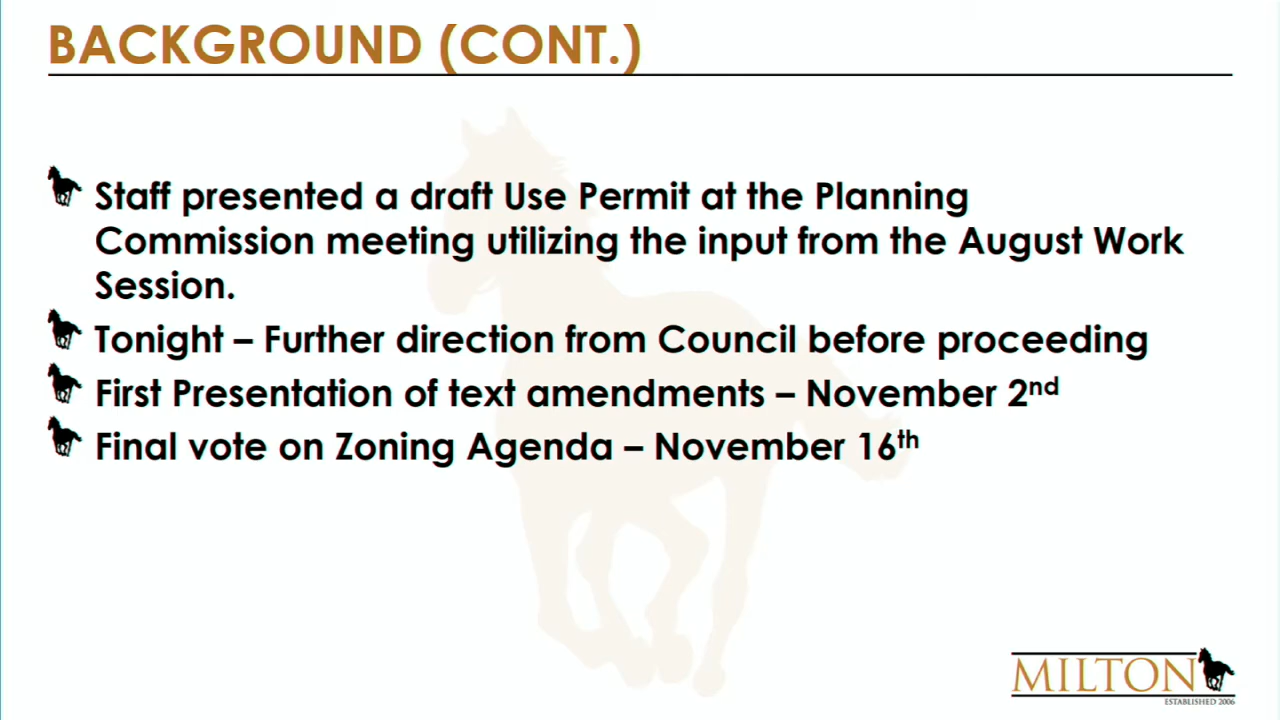 BACKGROUND (CONT.)
Staff presented a draft Use Permit at the Planning
Commission meeting utilizing the input from the August Work
Session.
Tonight – Further direction from Council before proceeding
First Presentation of text amendments – November 2nd
Final vote on Zoning Agenda – November 16th
MILTON
ESTABLISHED 2006